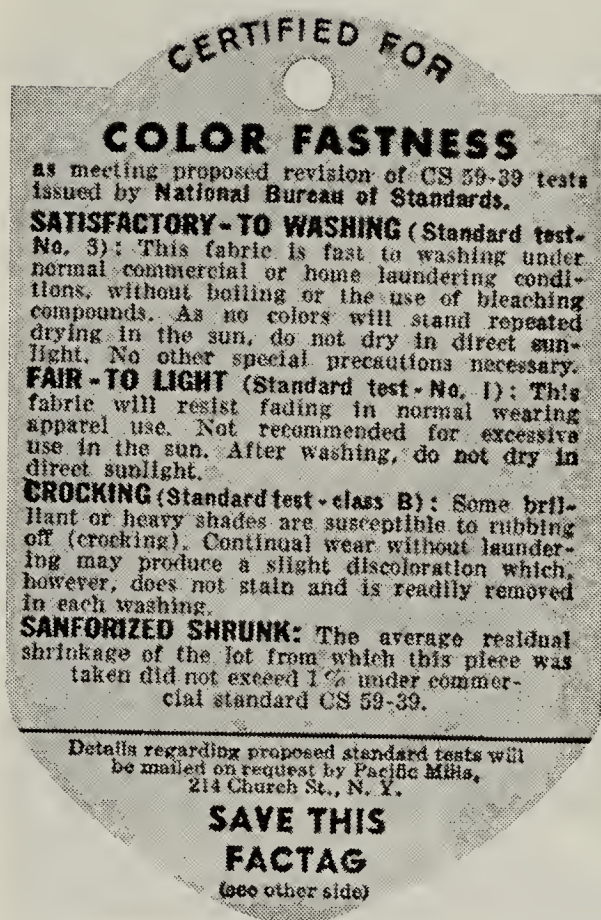 CERTIFIED FOR
COLOR FASTNESS
as meeting proposed revision of CS 59-39 tests
issued by National Bureau of Standards.
SATISFACTORY-TO WASHING (Standard test-
No. 3): This fabric is fast to washing under
normal commercial or home laundering condi-
tions, without boiling or the use of bleaching
compounds. As no colors will stand repeated
drying in the sun, do not dry in direct sun-
light. No other special precautions necessary.
FAIR-TO LIGHT (Standard test-No. 1): This
fabric will resist fading in normal wearing
apparel use. Not recommended for excessive
use in the sun. After washing, do not dry in
direct sunlight.
CROCKING (Standard test-class B): Some bril-
liant or heavy shades are susceptible to rubbing
off (crocking). Continual wear without launder-
ing may produce a slight discoloration which,
however, does not stain and is readily removed
in each washing.
SANFORIZED SHRUNK: The average residual
shrinkage of the lot from which this piece was
taken did not exceed 1% under commer-
cial standard CS 59-39.
Details regarding proposed standard tests will
be mailed on request by Pacific Mills,
214 Church St., N. Y.
SAVE THIS
FACTAG
(see other side)